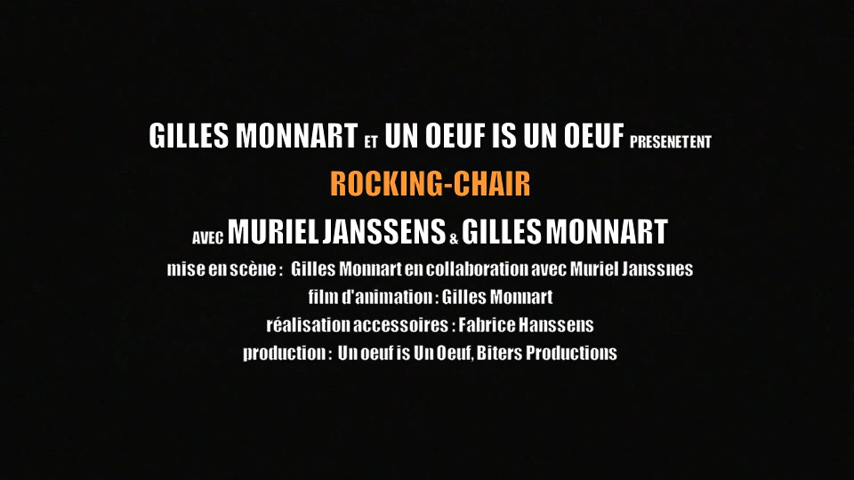 GILLES MONNART ET UN OEUF IS UN OEUF PRESENETENT
ROCKING-CHAIR
AVEC MURIEL JANSSENS & GILLES MONNART
mise en scène : Gilles Monnart en collaboration avec Muriel Janssnes
film d'animation : Gilles Monnart
réalisation accessoires : Fabrice Hanssens
production : Un oeuf is Un Oeuf, Biters Productions